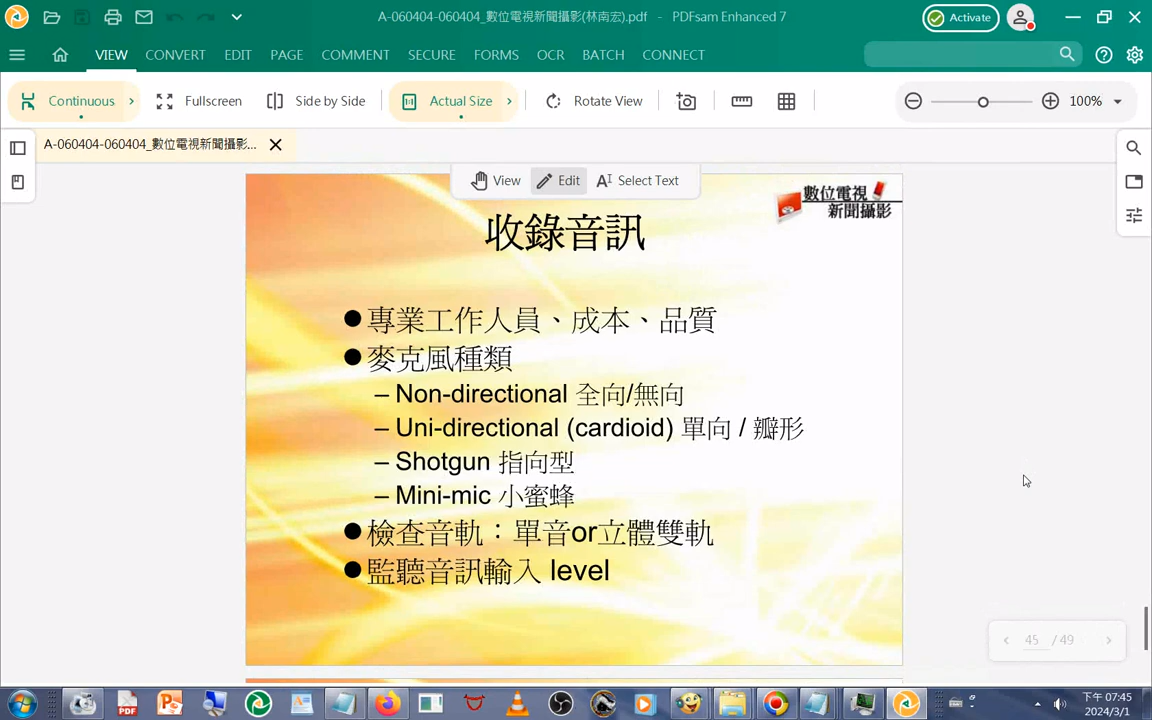 A-060404-060404_數位電視新聞攝影(林南宏).pdf - PDFsam Enhanced 7
Activate
VIEW CONVERT EDIT PAGE COMMENT SECURE FORMS OCR BATCH CONNECT
Continuous Fullscreen Side by Side Actual Size Rotate View 100%
A-060404-060404_數位電視新聞攝影...
View Edit Select Text
數位電視
新聞攝影
收錄音訊
●專業工作人員、成本、品質
●麥克風種類
– Non-directional 全向/無向
– Uni-directional (cardioid) 單向 / 瓣形
– Shotgun 指向型
– Mini-mic 小蜜蜂
●檢查音軌：單音or立體雙軌
●監聽音訊輸入 level
45 / 49
下午 07:45
2024/3/1